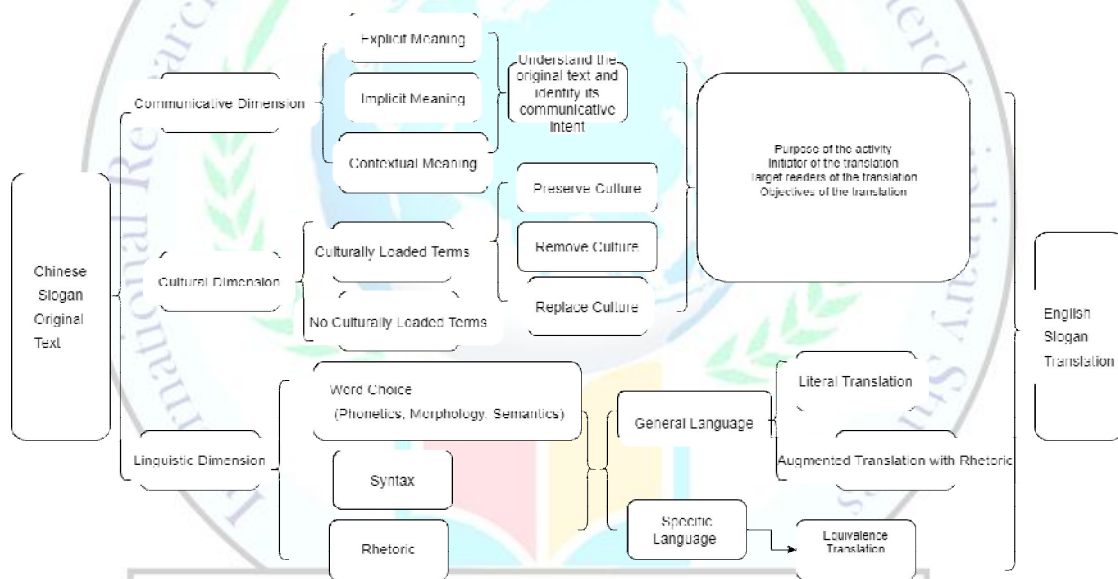 Explicit Meaning
Communicative Dimension
Implicit Meaning
Contextual Meaning
Understand the
original text and
identify its
communicative
intent
Purpose of the activity
Initiator of the translation
Target readers of the translation
Objectives of the translation
Chinese
Slogan
Original
Text
Cultural Dimension
Culturally Loaded Terms
No Culturally Loaded Terms
Preserve Culture
Remove Culture
Replace Culture
Linguistic Dimension
Word Choice
(Phonetics, Morphology, Semantics)
Syntax
Rhetoric
General Language
Specific
Language
Literal Translation
Augmented Translation with Rhetoric
Equivalence
Translation
English
Slogan
Translation